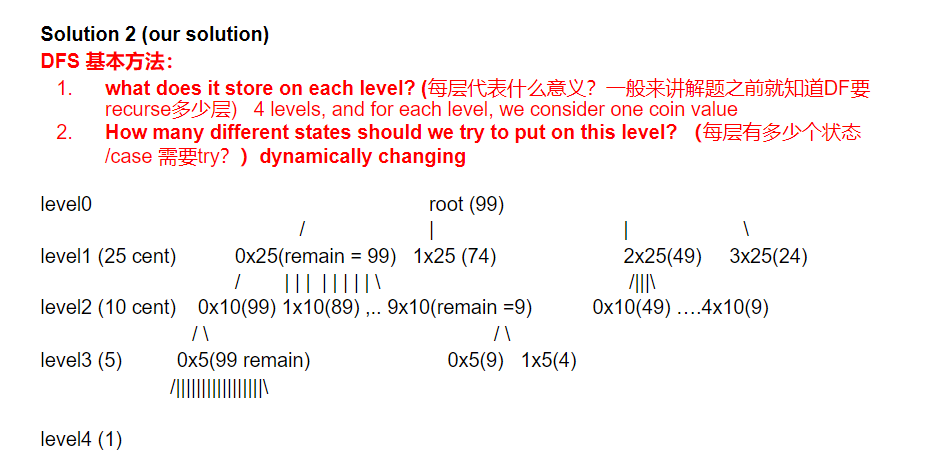 Solution 2 (our solution)
DFS 基本方法：
1. what does it store on each level? (每层代表什么意义？一般来讲解题之前就知道DF要
recurse多少层) 4 levels, and for each level, we consider one coin value
2. How many different states should we try to put on this level? （每层有多少个状态
/case 需要try？）dynamically changing
level0 root (99)
/ | | \
level1 (25 cent) 0x25(remain = 99) 1x25 (74) 2x25(49) 3x25(24)
/ | | | | | | | | \ /|||\
level2 (10 cent) 0x10(99) 1x10(89) ,.. 9x10(remain =9) 0x10(49) ….4x10(9)
/ \ / \
level3 (5) 0x5(99 remain) 0x5(9) 1x5(4)
/|||||||||||||||||\
level4 (1)